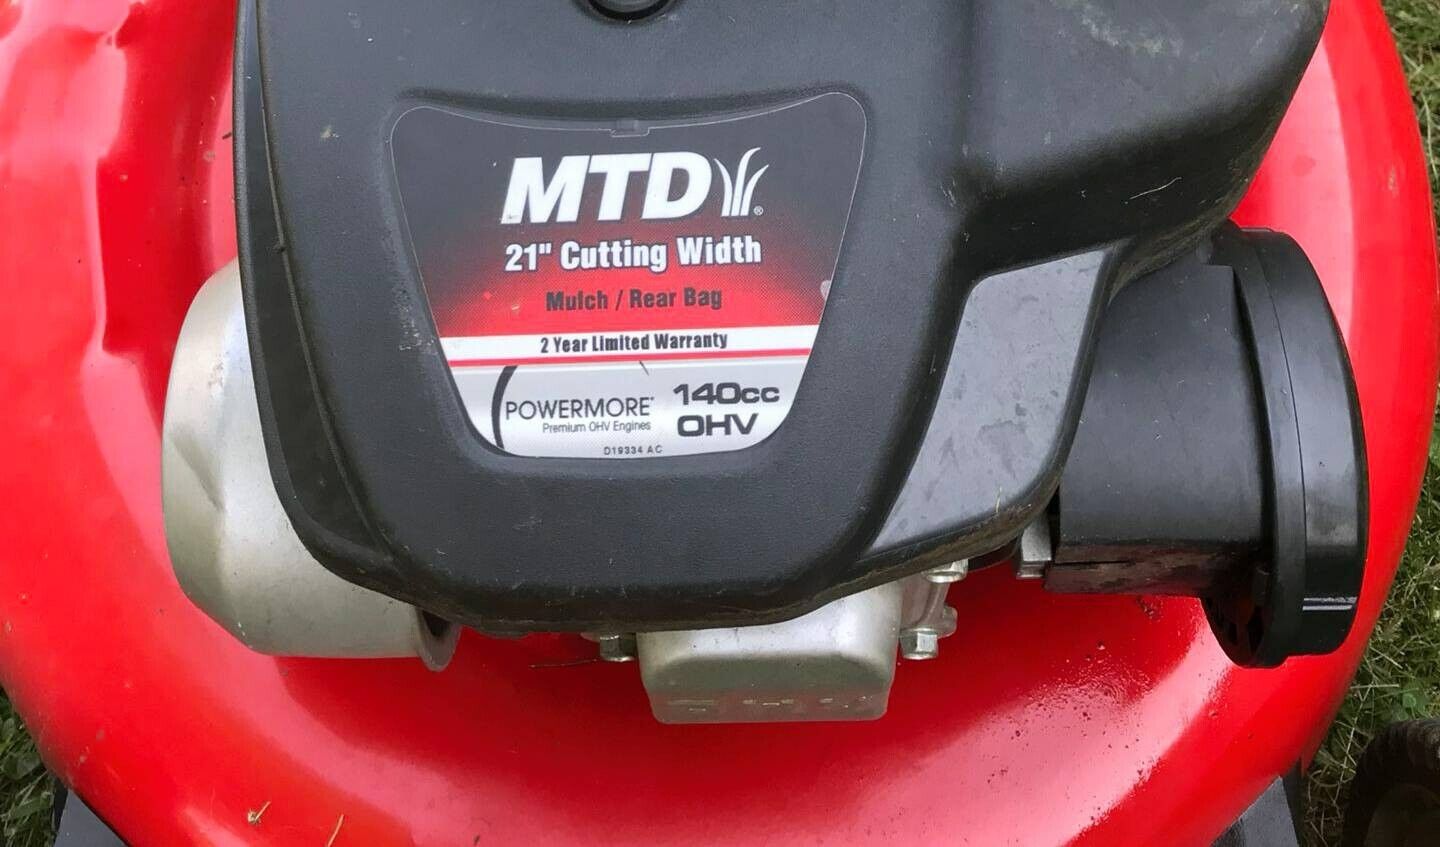 MTD®
21" Cutting Width
Mulch / Rear Bag
2 Year Limited Warranty
POWERMORE® 140cc
Premium OHV Engines OHV
D19334 AC